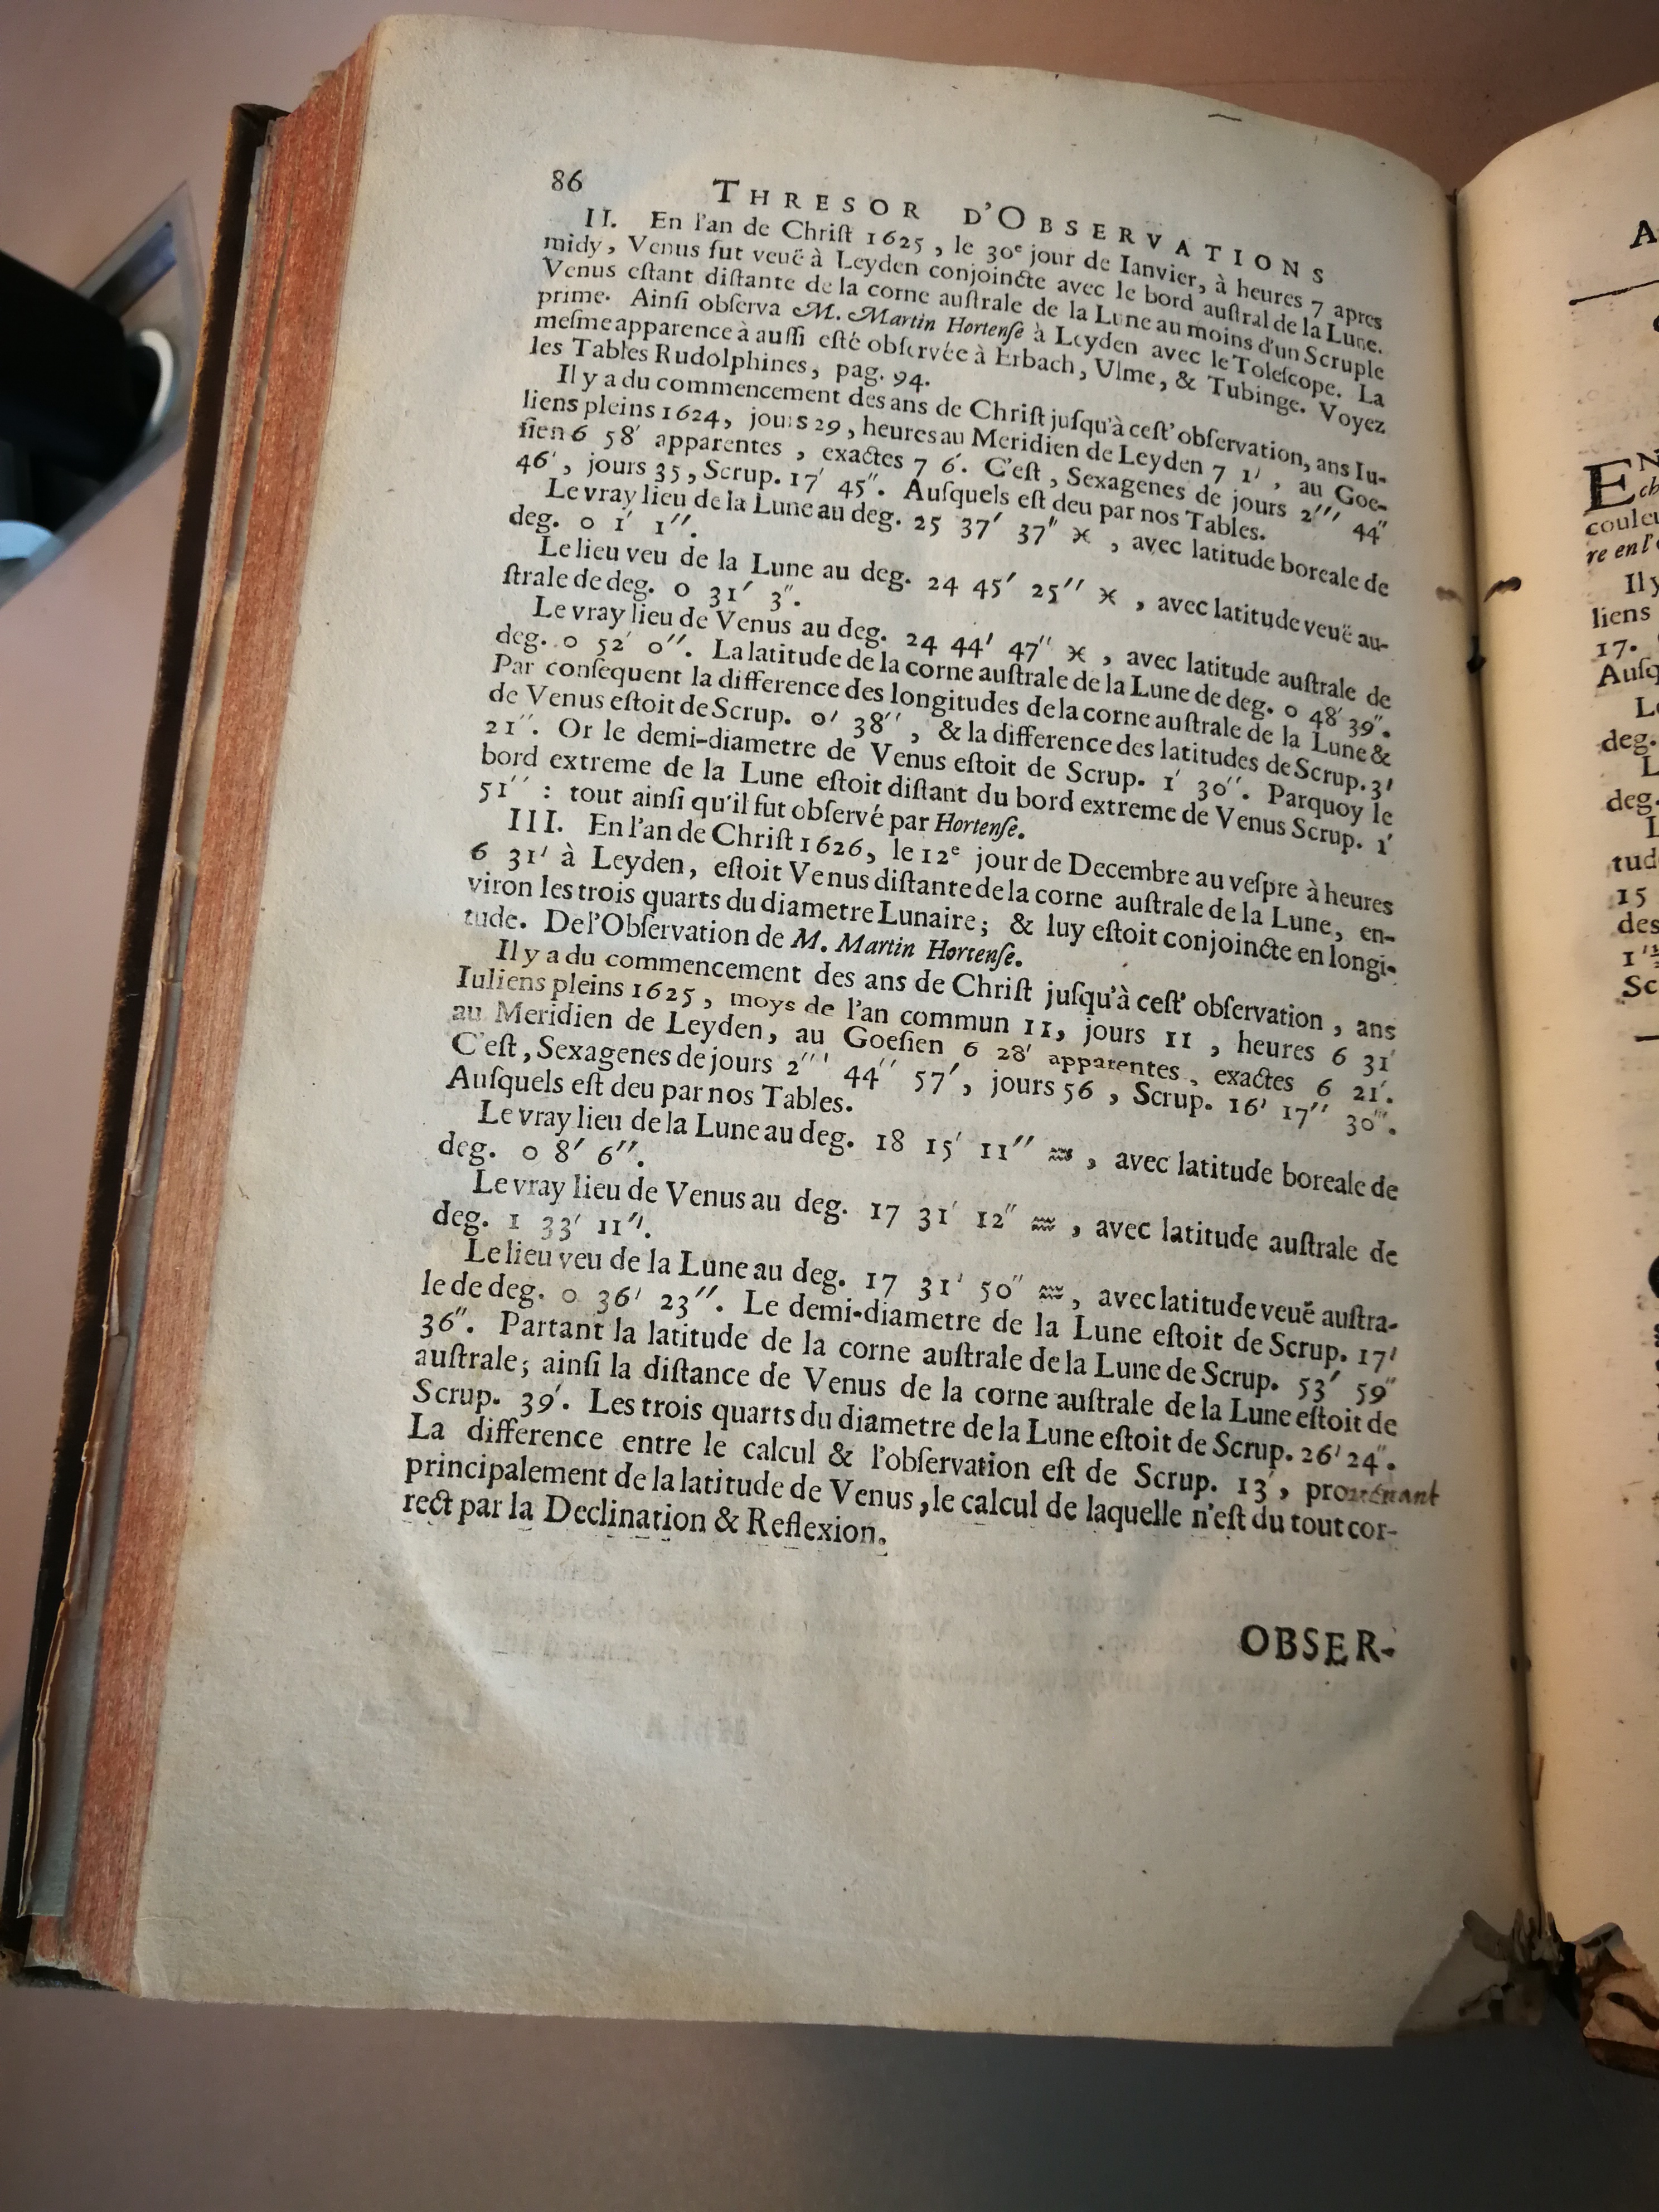 86 THRESOR D'OBSERVATIONS
II. En l'an de Chriſt 1625, le 30e jour de Ianvier, à heures 7 apres
midy, Venus fut veuë à Leyden conjoincte avec le bord auſtral de la Lune.
Venus eſtant diſtante de la corne auſtrale de la Lune au moins d'un Scruple
prime. Ainſi obſerva M. Martin Hortenſe à Leyden avec le Toleſcope. La
meſme apparence à auſſi eſté obſervée à Erbach, Ulme, & Tubinge. Voyez
les Tables Rudolphines, pag. 94.
Il y a du commencement des ans de Chriſt juſqu'à ceſt' obſervation, ans Iu-
liens pleins 1624, jours 29, heures au Meridien de Leyden 7 1', au Goe-
ſien 6 58' apparentes, exactes 7 6'. C'eſt, Sexagenes de jours 2''' 44''
46', jours 35, Scrup. 17' 45''. Auſquels eſt deu par nos Tables.
Le vray lieu de la Lune au deg. 25 37' 37'' ♓, avec latitude boreale de
deg. 0 1' 1''.
Le lieu veu de la Lune au deg. 24 45' 25'' ♓, avec latitude veuë au-
ſtrale de deg. 0 31' 3''.
Le vray lieu de Venus au deg. 24 44' 47'' ♓, avec latitude auſtrale de
deg. 0 52' 0''. La latitude de la corne auſtrale de la Lune de deg. 0 48' 39''.
Par conſequent la difference des longitudes de la corne auſtrale de la Lune &
de Venus eſtoit de Scrup. 0' 38'', & la difference des latitudes de Scrup. 3'
21''. Or le demi-diametre de Venus eſtoit de Scrup. 1' 30''. Parquoy le
bord extreme de la Lune eſtoit diſtant du bord extreme de Venus Scrup. 1'
51'': tout ainſi qu'il fut obſervé par Hortenſe.
III. En l'an de Chriſt 1626, le 12e jour de Decembre au veſpre à heures
6 31' à Leyden, eſtoit Venus diſtante de la corne auſtrale de la Lune, en-
viron les trois quarts du diametre Lunaire; & luy eſtoit conjoincte en longi-
tude. De l'Obſervation de M. Martin Hortenſe.
Il y a du commencement des ans de Chriſt juſqu'à ceſt' obſervation, ans
Iuliens pleins 1625, moys de l'an commun 11, jours 11, heures 6 31'
au Meridien de Leyden, au Goeſien 6 28' apparentes, exactes 6 21'.
C'eſt, Sexagenes de jours 2''' 44'' 57', jours 56, Scrup. 16' 17'' 30'''.
Auſquels eſt deu par nos Tables.
Le vray lieu de la Lune au deg. 18 15' 11'' ♒, avec latitude boreale de
deg. 0 8' 6''.
Le vray lieu de Venus au deg. 17 31' 12'' ♒, avec latitude auſtrale de
deg. 1 33' 11''.
Le lieu veu de la Lune au deg. 17 31' 50'' ♒, avec latitude veuë auſtra-
le de deg. 0 36' 23''. Le demi-diametre de la Lune eſtoit de Scrup. 17'
36''. Partant la latitude de la corne auſtrale de la Lune de Scrup. 53' 59''
auſtrale; ainſi la diſtance de Venus de la corne auſtrale de la Lune eſtoit de
Scrup. 39'. Les trois quarts du diametre de la Lune eſtoit de Scrup. 26' 24''.
La difference entre le calcul & l'obſervation eſt de Scrup. 13', provenant
principalement de la latitude de Venus, le calcul de laquelle n'eſt du tout cor-
rect par la Declination & Reflexion.
OBSER-
A
EN
ch
couleu
re en l'
Il y
liens
17.
Auſq
L
deg.
L
deg.
tud
15
des
Sc